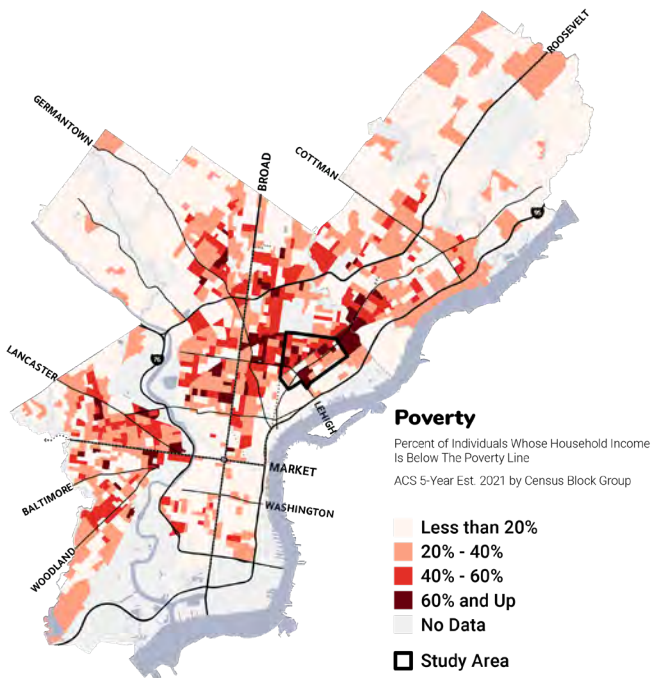 ROOSEVELT
GERMANTOWN
BROAD
COTTMAN
95
76
LANCASTER
LEHIGH
MARKET
BALTIMORE
WASHINGTON
WOODLAND
Poverty
Percent of Individuals Whose Household Income
Is Below The Poverty Line
ACS 5-Year Est. 2021 by Census Block Group
Less than 20%
20% - 40%
40% - 60%
60% and Up
No Data
Study Area